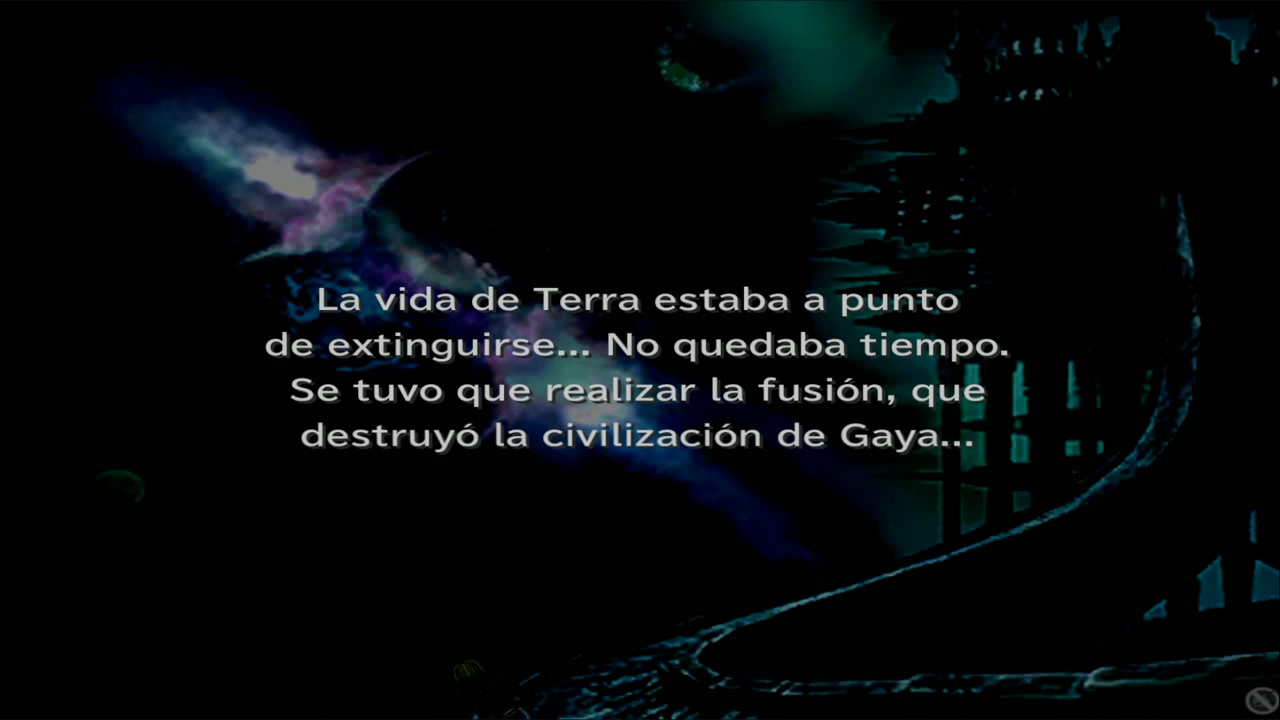 La vida de Terra estaba a punto
de extinguirse... No quedaba tiempo.
Se tuvo que realizar la fusión, que
destruyó la civilización de Gaya...